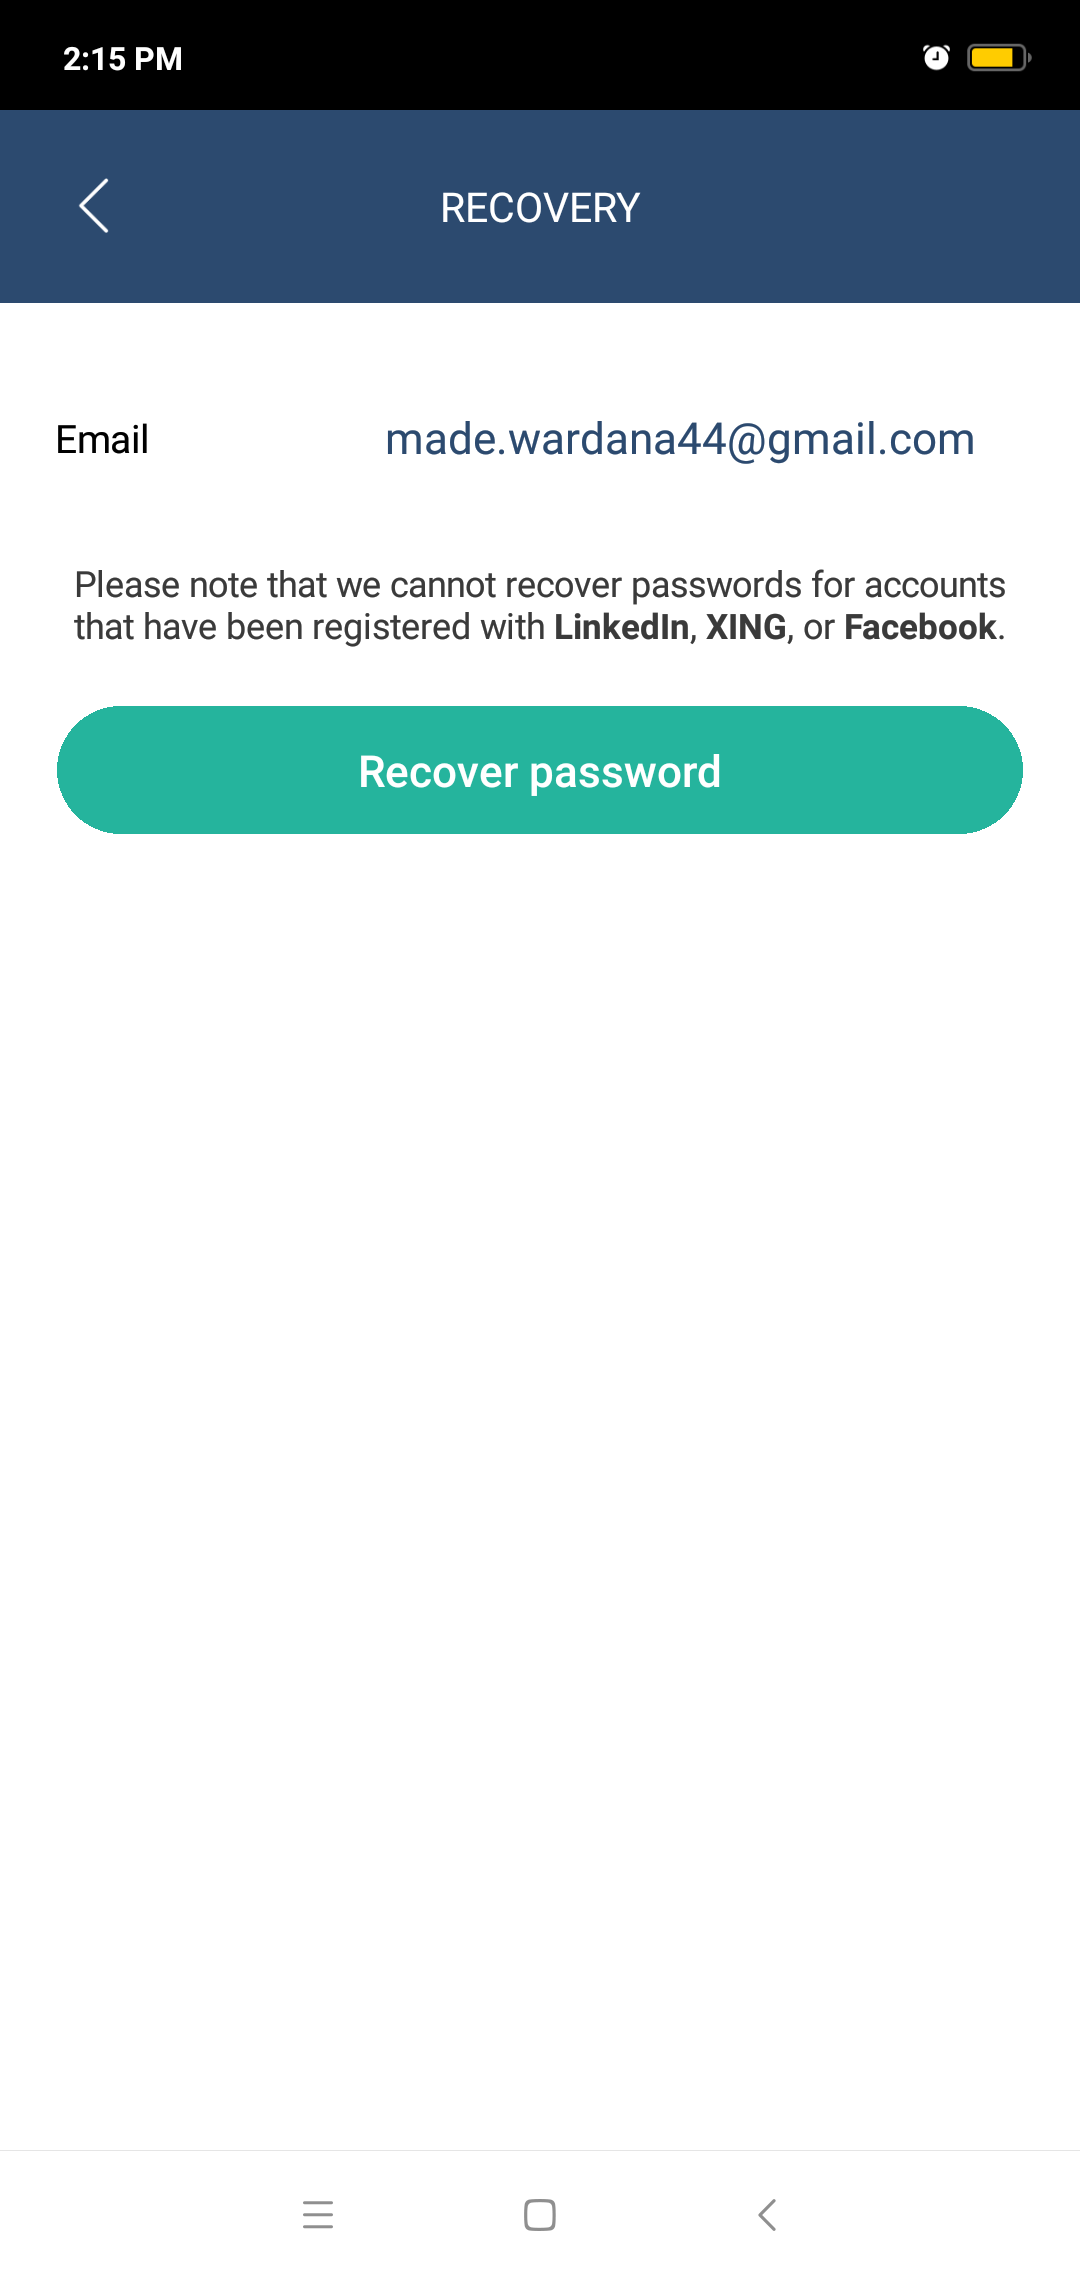 2:15 PM
RECOVERY
Email made.wardana44@gmail.com
Please note that we cannot recover passwords for accounts
that have been registered with LinkedIn, XING, or Facebook.
Recover password